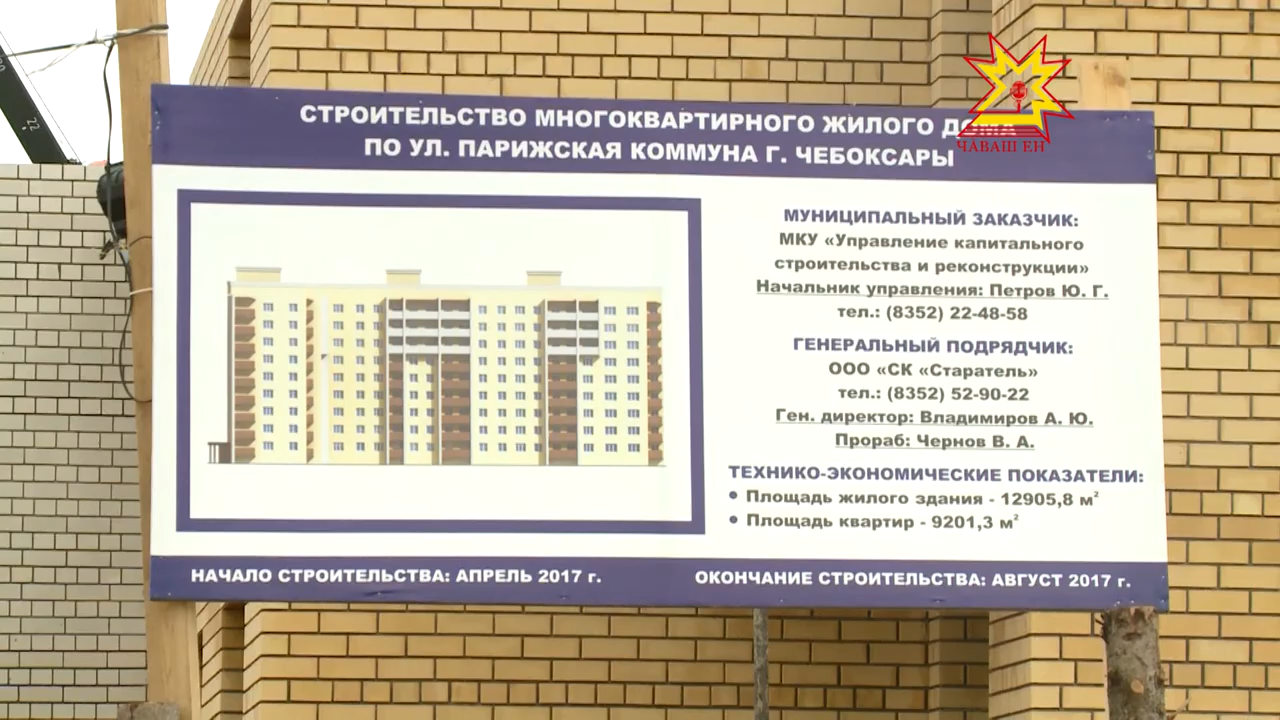 СТРОИТЕЛЬСТВО МНОГОКВАРТИРНОГО ЖИЛОГО ДОМА
ПО УЛ. ПАРИЖСКАЯ КОММУНА Г. ЧЕБОКСАРЫ
ЧАВАШ ЕН
МУНИЦИПАЛЬНЫЙ ЗАКАЗЧИК:
МКУ «Управление капитального
строительства и реконструкции»
Начальник управления: Петров Ю. Г.
тел.: (8352) 22-48-58
ГЕНЕРАЛЬНЫЙ ПОДРЯДЧИК:
ООО «СК «Старатель»
тел.: (8352) 52-90-22
Ген. директор: Владимиров А. Ю.
Прораб: Чернов В. А.
ТЕХНИКО-ЭКОНОМИЧЕСКИЕ ПОКАЗАТЕЛИ:
• Площадь жилого здания - 12905,8 м²
• Площадь квартир - 9201,3 м²
НАЧАЛО СТРОИТЕЛЬСТВА: АПРЕЛЬ 2017 г.
ОКОНЧАНИЕ СТРОИТЕЛЬСТВА: АВГУСТ 2017 г.
22